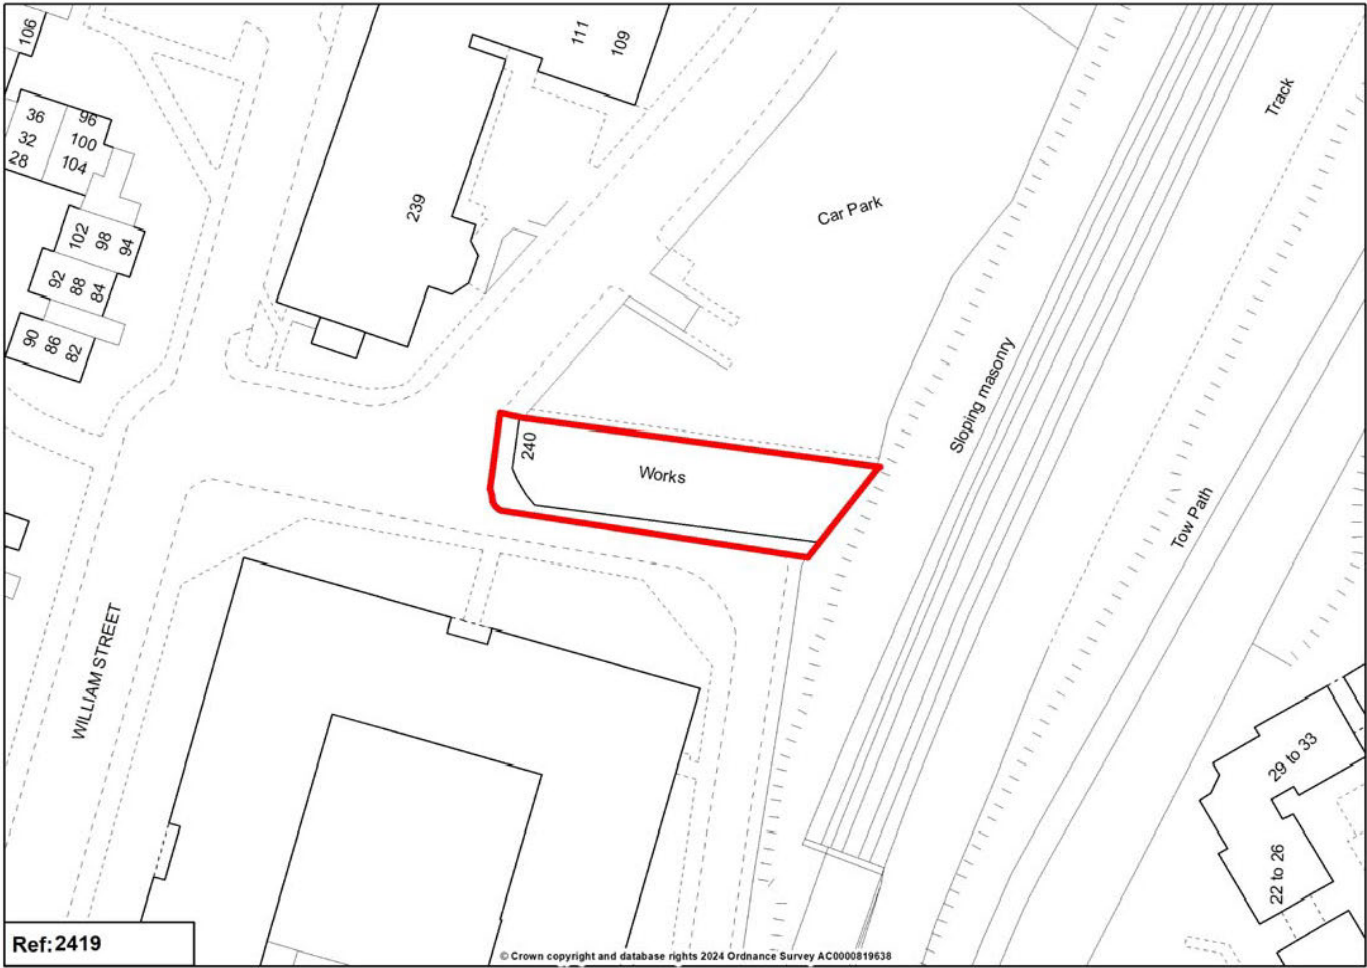 106
111
109
36
32
28
96
100
104
102
98
94
92
88
84
90
86
82
239
Car Park
Track
Sloping masonry
240
Works
Tow Path
WILLIAM STREET
29 to 33
22 to 26
Ref:2419
© Crown copyright and database rights 2024 Ordnance Survey AC0000819638